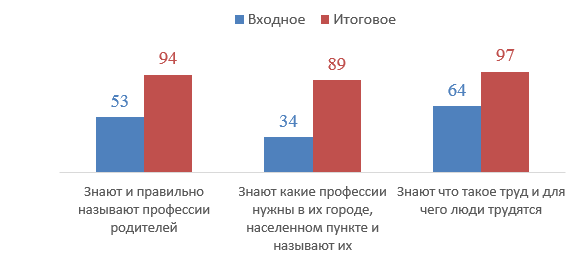 Входное Итоговое
53 94 34 89 64 97
Знают и правильно называют профессии родителей
Знают какие профессии нужны в их городе, населенном пункте и называют их
Знают что такое труд и для чего люди трудятся